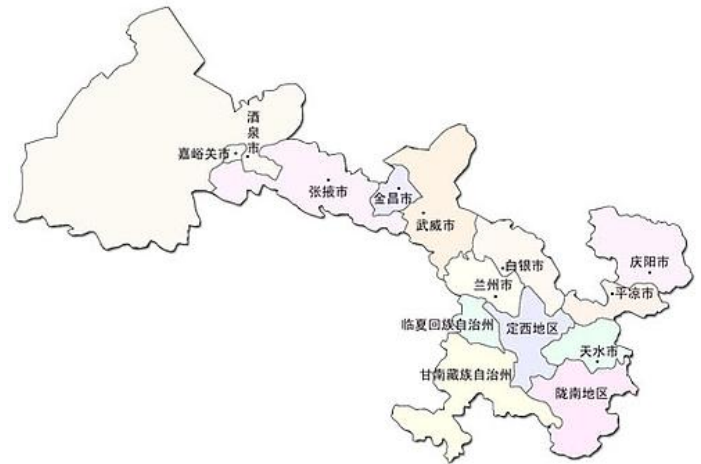 酒泉市
嘉峪关市
张掖市
金昌市
武威市
白银市
兰州市
庆阳市
平凉市
临夏回族自治州
定西地区
天水市
甘南藏族自治州
陇南地区